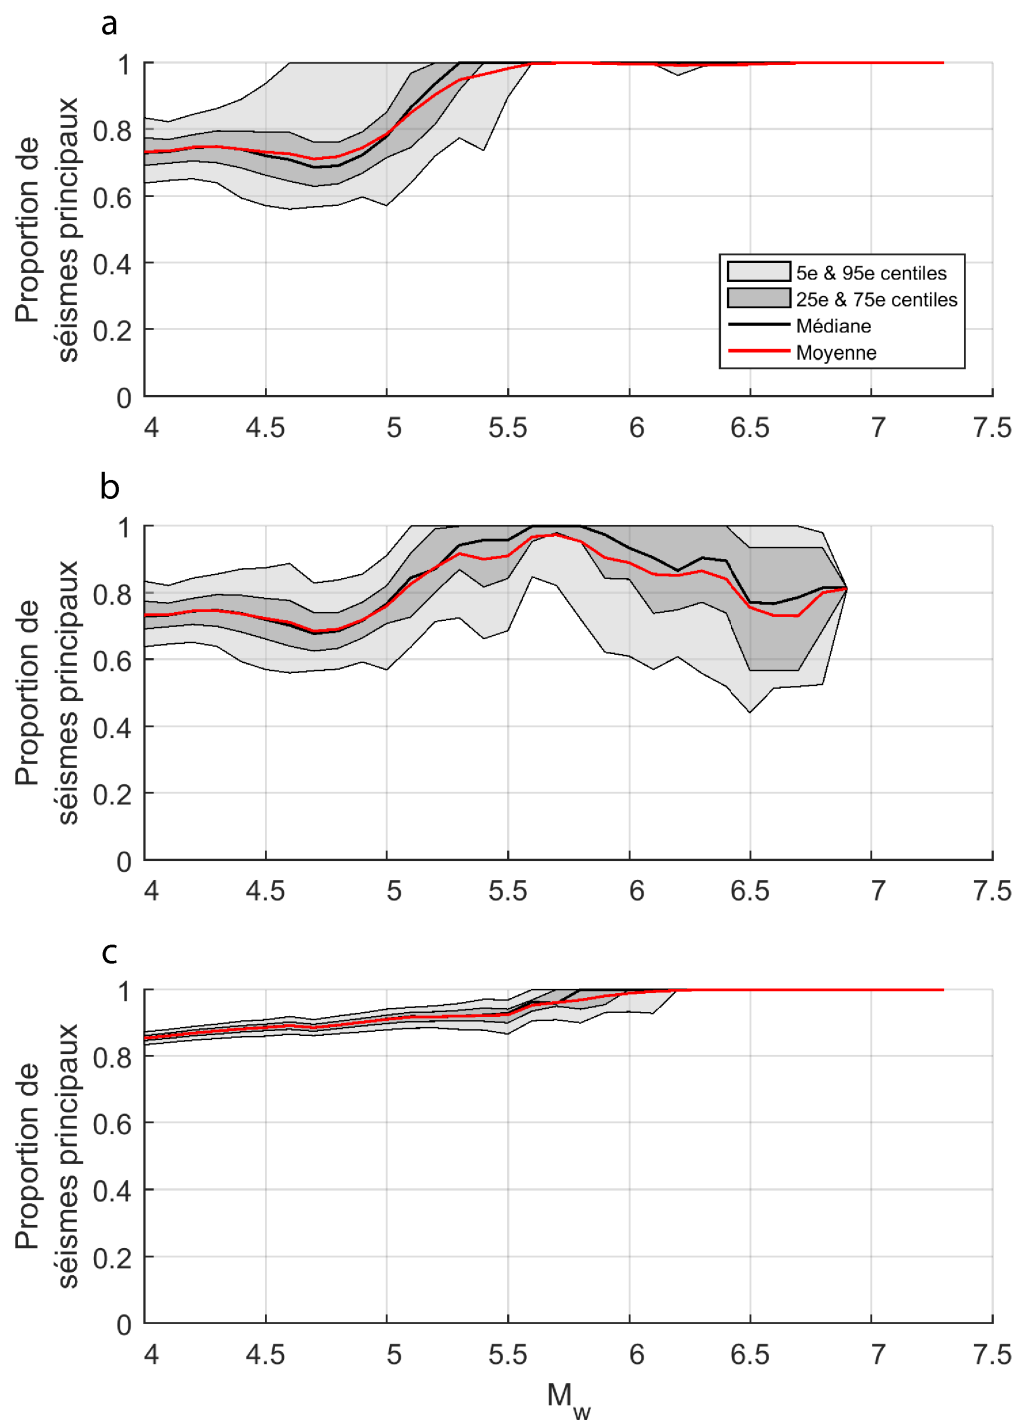 a
Proportion de
séismes principaux
1
0.8
0.6
0.4
0.2
0
5e & 95e centiles
25e & 75e centiles
Médiane
Moyenne
4 4.5 5 5.5 6 6.5 7 7.5
b
Proportion de
séismes principaux
1
0.8
0.6
0.4
0.2
0
4 4.5 5 5.5 6 6.5 7 7.5
c
Proportion de
séismes principaux
1
0.8
0.6
0.4
0.2
0
4 4.5 5 5.5 6 6.5 7 7.5
Mw